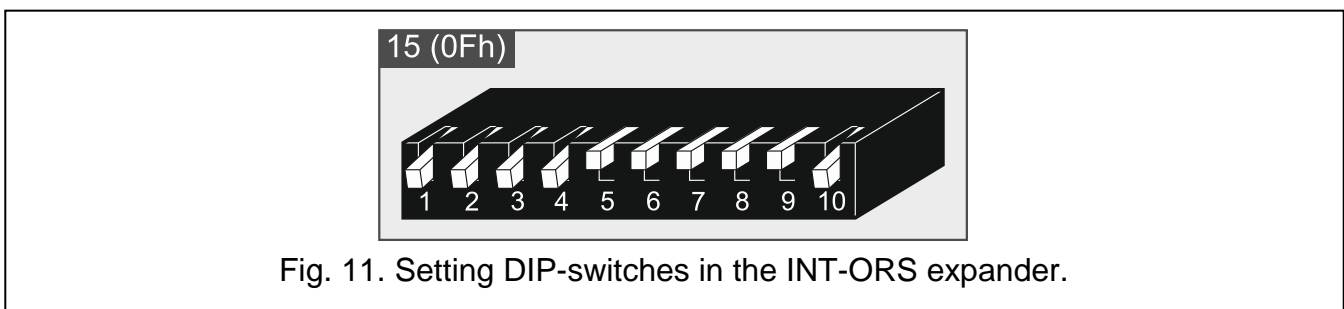 15 (0Fh)
1 2 3 4 5 6 7 8 9 10
Fig. 11. Setting DIP-switches in the INT-ORS expander.